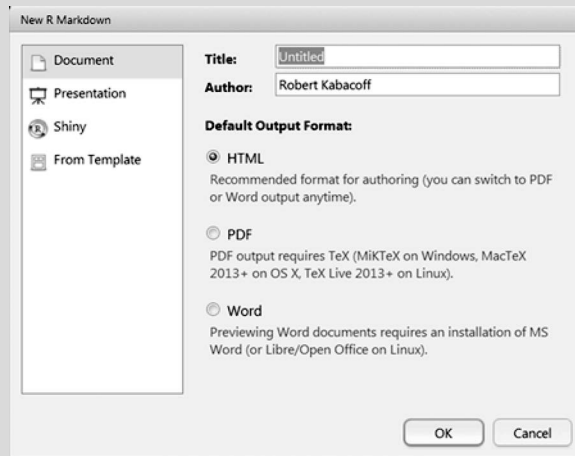 New R Markdown
Document
Presentation
Shiny
From Template
Title:
Untitled
Author:
Robert Kabacoff
Default Output Format:
HTML
Recommended format for authoring (you can switch to PDF
or Word output anytime).
PDF
PDF output requires TeX (MiKTeX on Windows, MacTeX
2013+ on OS X, TeX Live 2013+ on Linux).
Word
Previewing Word documents requires an installation of MS
Word (or Libre/Open Office on Linux).
OK
Cancel